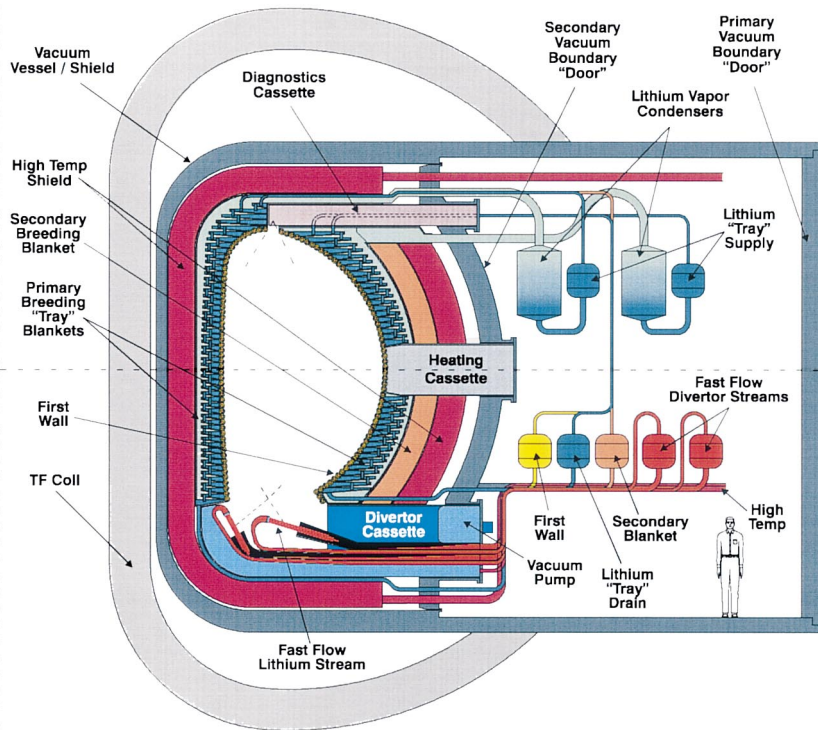 Vacuum
Vessel / Shield
Diagnostics
Cassette
Secondary
Vacuum
Boundary
“Door”
Primary
Vacuum
Boundary
“Door”
Lithium Vapor
Condensers
High Temp
Shield
Secondary
Breeding
Blanket
Lithium
“Tray”
Supply
Primary
Breeding
“Tray”
Blankets
Heating
Cassette
First
Wall
Fast Flow
Divertor Streams
TF Coil
Divertor
Cassette
First
Wall
Secondary
Blanket
High
Temp
Vacuum
Pump
Lithium
“Tray”
Drain
Fast Flow
Lithium Stream